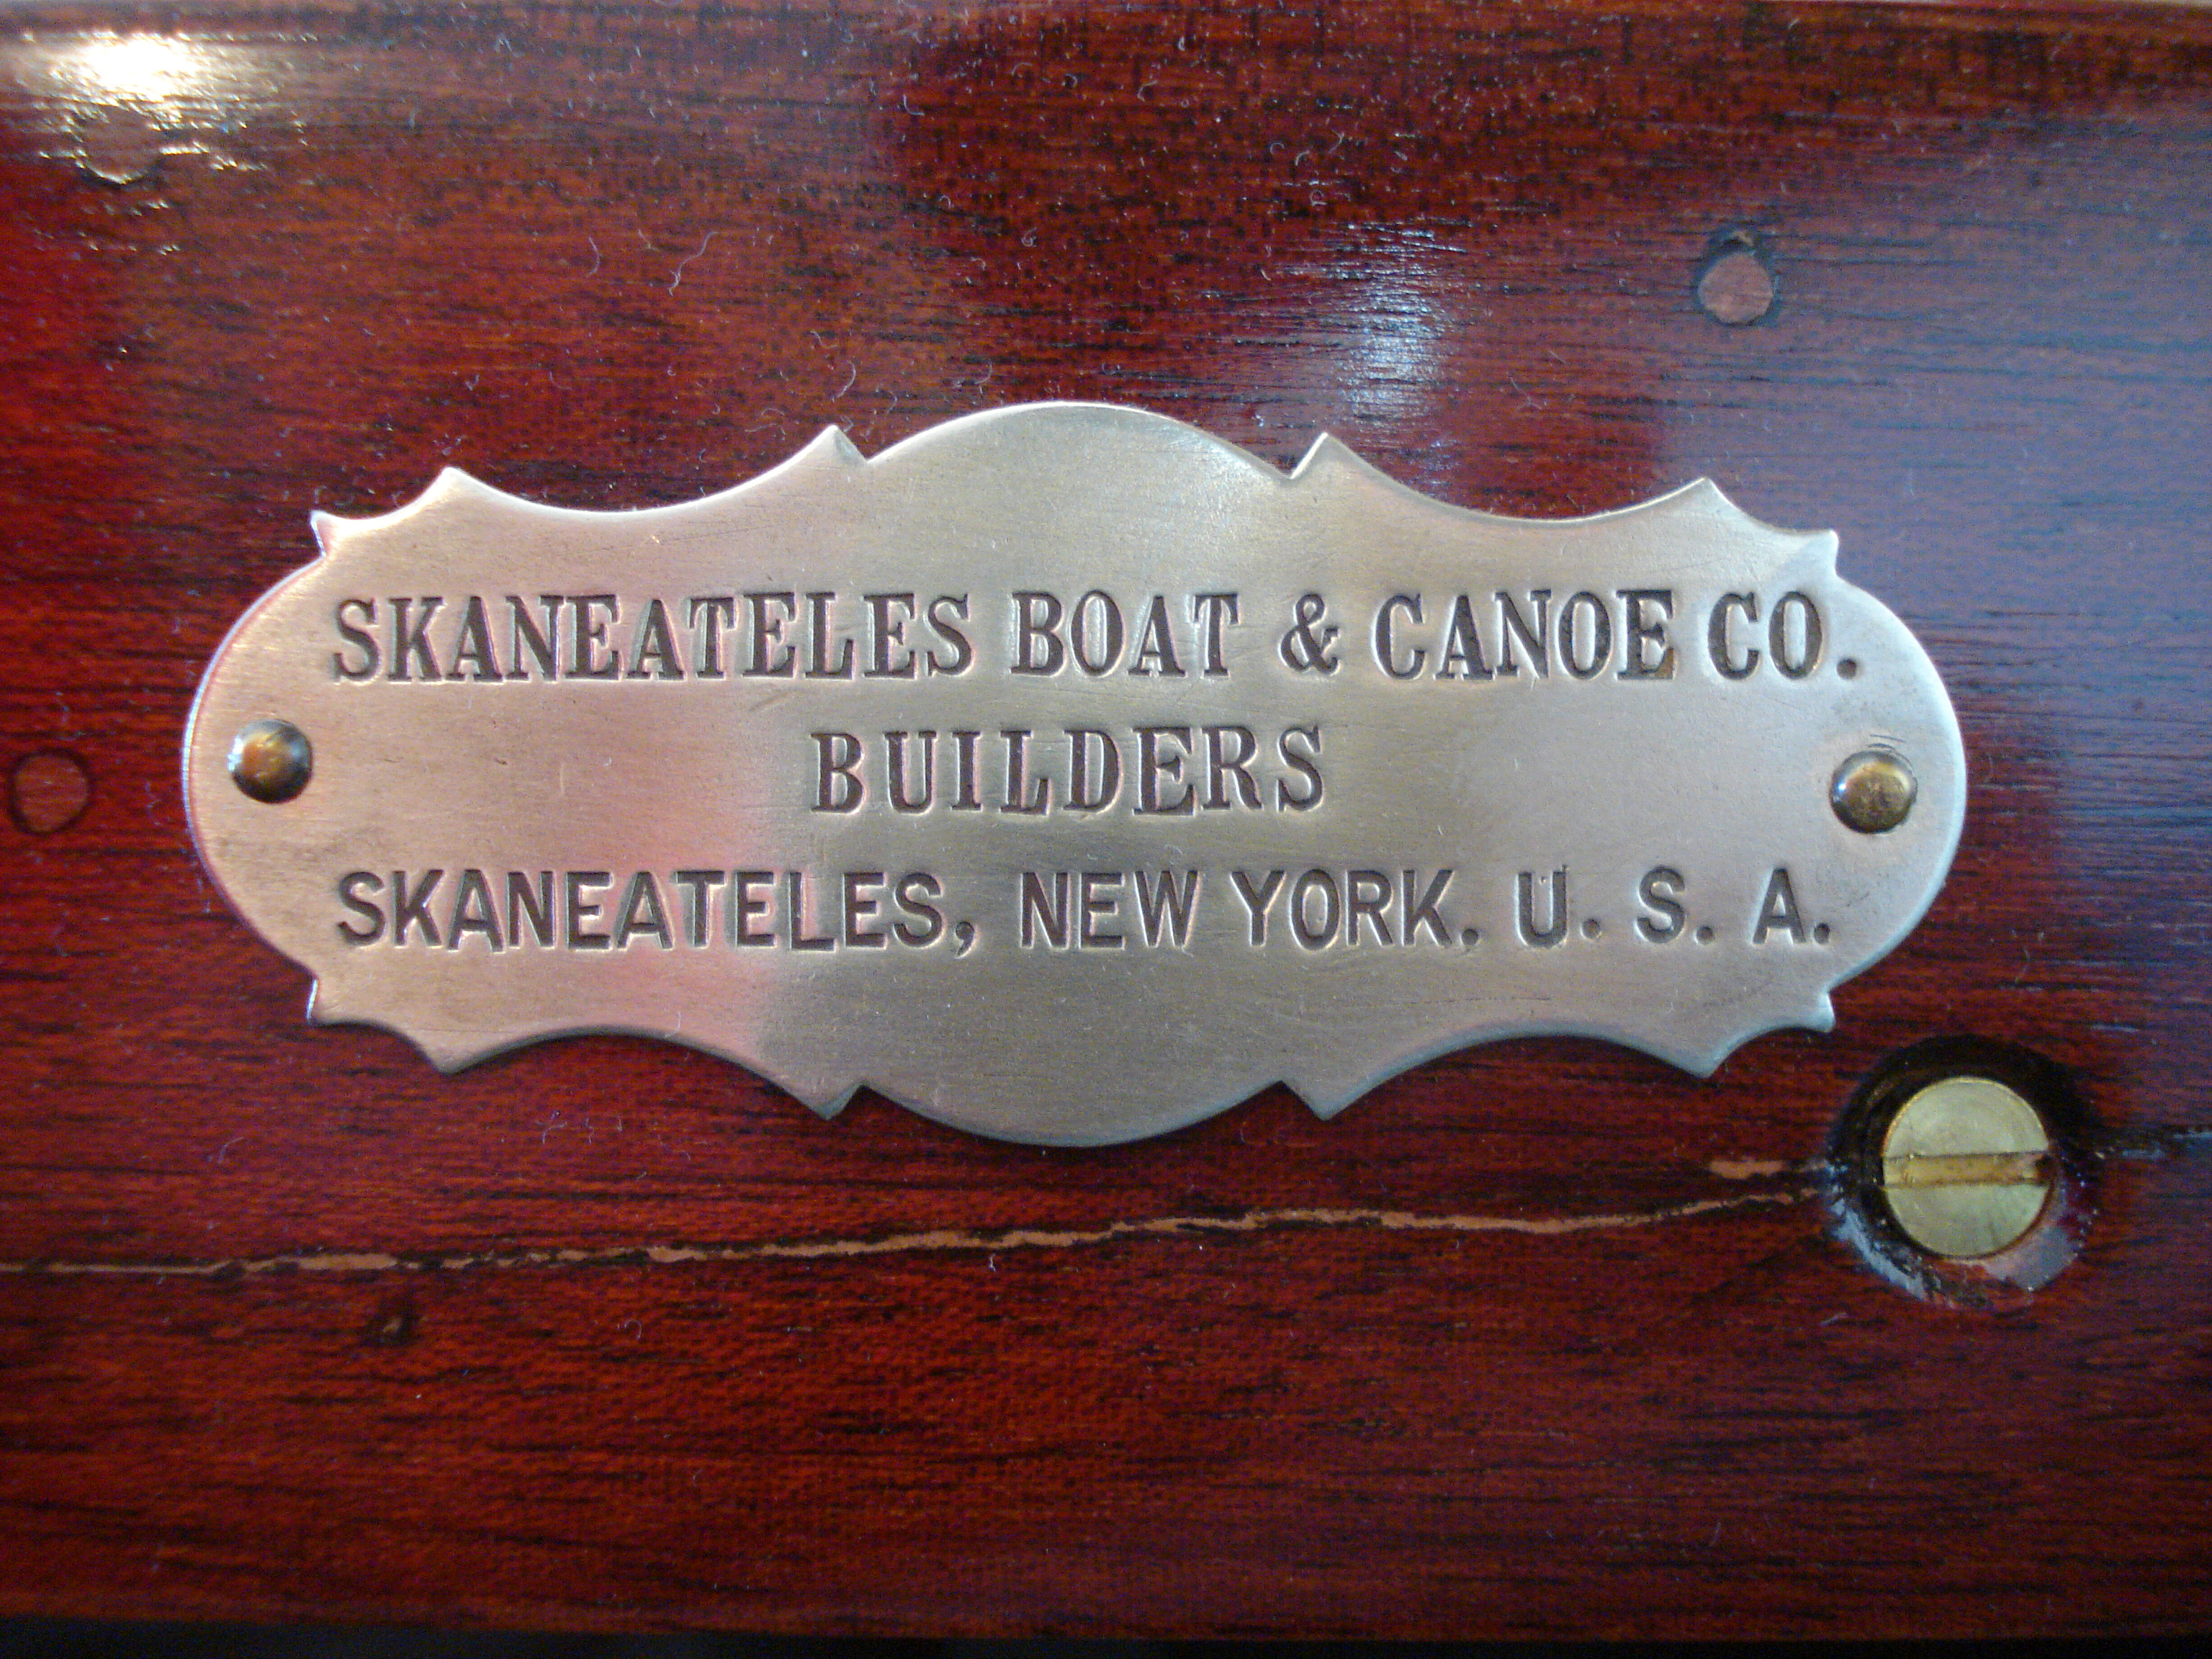 SKANEATELES BOAT & CANOE CO.
BUILDERS
SKANEATELES, NEW YORK. U. S. A.